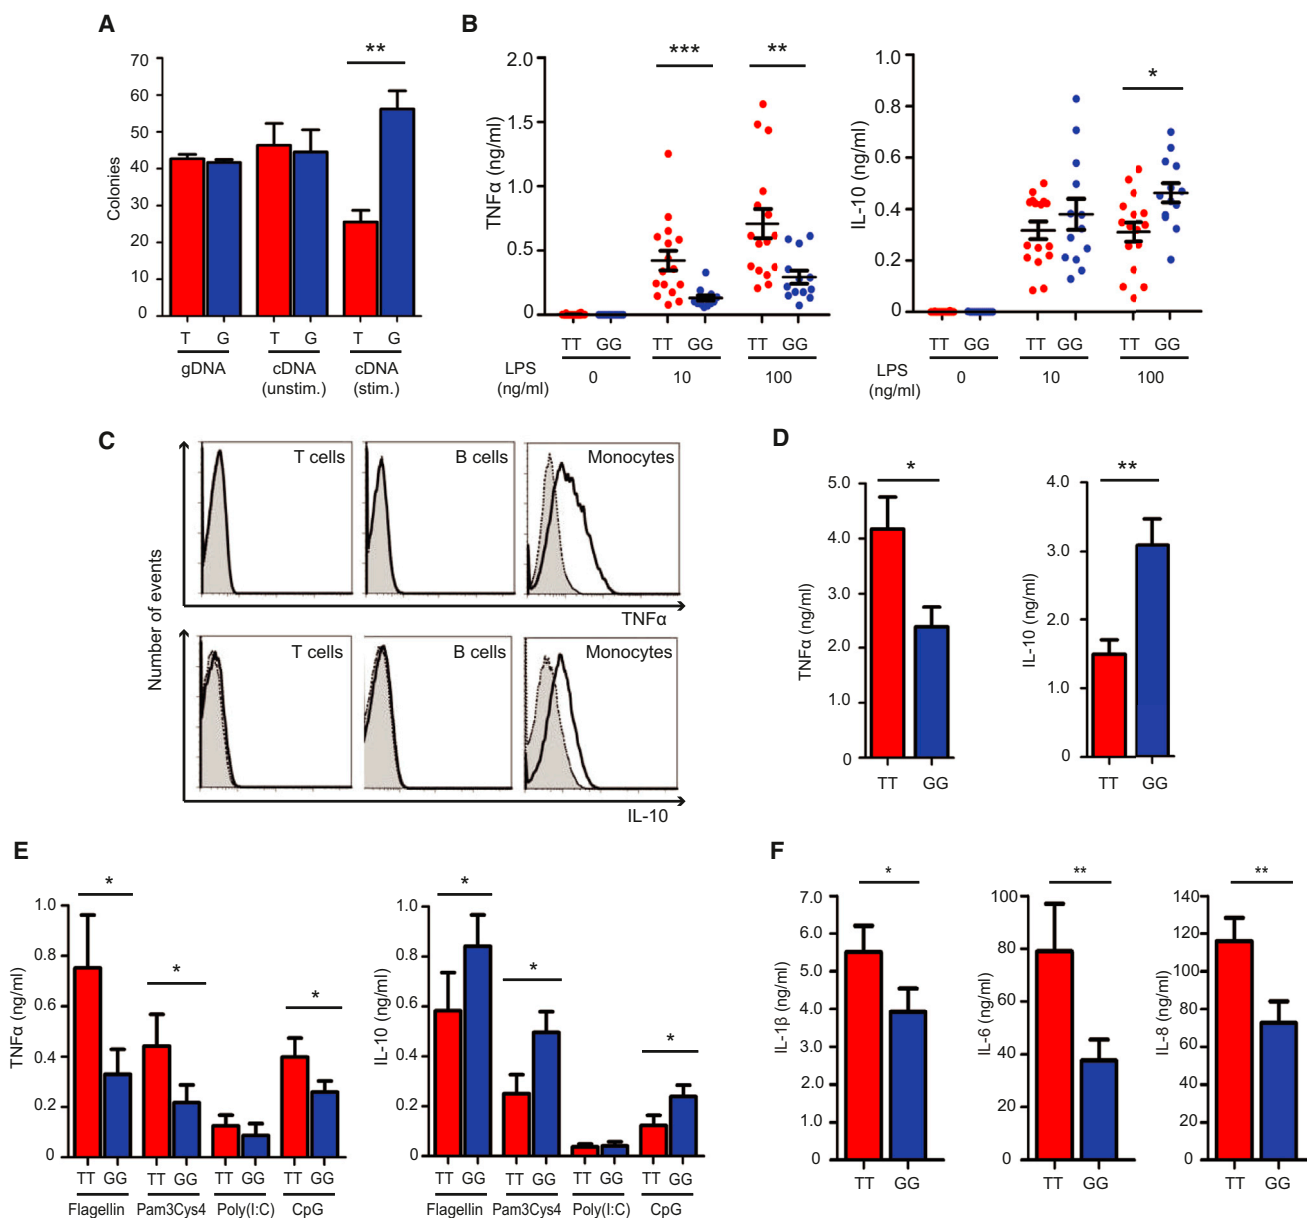 A
**
70
60
50
40
30
20
10
0
Colonies
T G T G T G
gDNA cDNA (unstim.) cDNA (stim.)
B
*** **
2.0
1.5
1.0
0.5
0
TNFα (ng/ml)
TT GG TT GG TT GG
LPS (ng/ml) 0 10 100
*
1.0
0.8
0.6
0.4
0.2
0
IL-10 (ng/ml)
TT GG TT GG TT GG
LPS (ng/ml) 0 10 100
C
Number of events
T cells B cells Monocytes
TNFα
T cells B cells Monocytes
IL-10
D
*
5.0
4.0
3.0
2.0
1.0
0
TNFα (ng/ml)
TT GG
**
4.0
3.0
2.0
1.0
0
IL-10 (ng/ml)
TT GG
E
* * *
1.0
0.8
0.6
0.4
0.2
0
TNFα (ng/ml)
TT GG TT GG TT GG TT GG
Flagellin Pam3Cys4 Poly(I:C) CpG
* * *
1.0
0.8
0.6
0.4
0.2
0
IL-10 (ng/ml)
TT GG TT GG TT GG TT GG
Flagellin Pam3Cys4 Poly(I:C) CpG
F
*
7.0
6.0
5.0
4.0
3.0
2.0
1.0
0
IL-1β (ng/ml)
TT GG
**
100
80
60
40
20
0
IL-6 (ng/ml)
TT GG
**
140
120
100
80
60
40
20
0
IL-8 (ng/ml)
TT GG